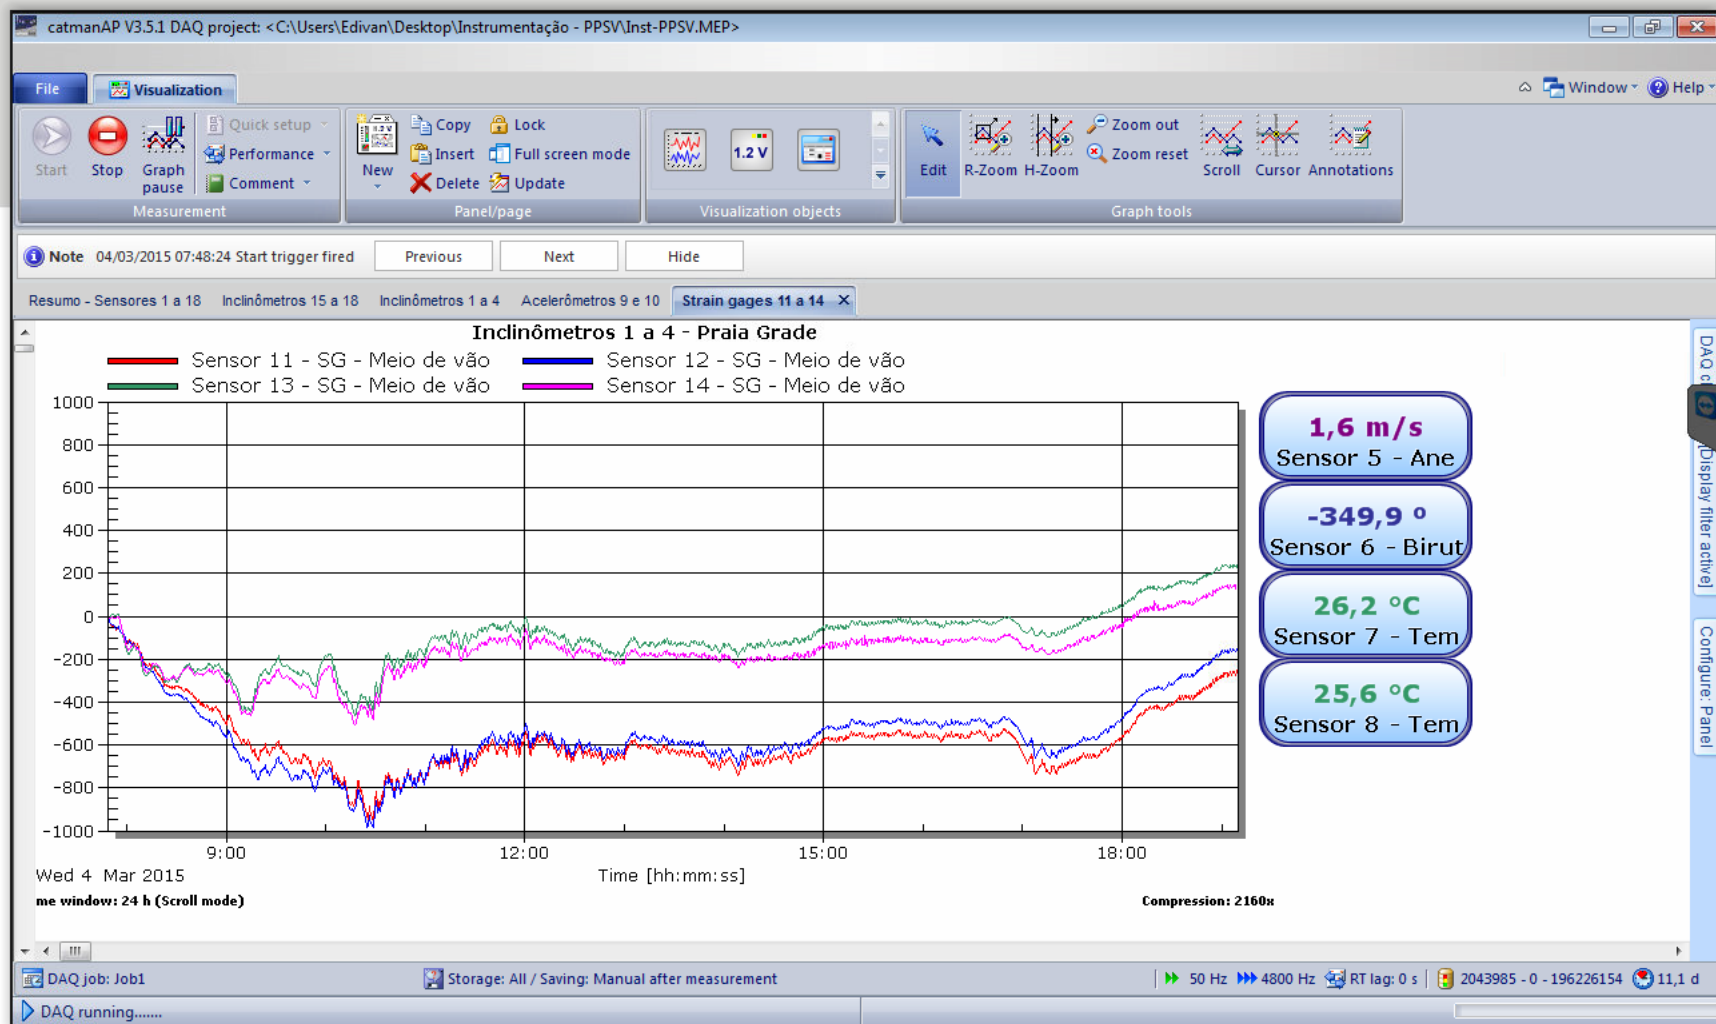 catmanAP V3.5.1 DAQ project: <C:\Users\Edivan\Desktop\Instrumentação - PPSV\Inst-PPSV.MEP>
File
Visualization
Window
Help
Start
Stop
Graph pause
Quick setup
Performance
Comment
Measurement
New
Copy
Insert
Delete
Lock
Full screen mode
Update
Panel/page
1.2 V
Visualization objects
Edit
R-Zoom
H-Zoom
Zoom out
Zoom reset
Scroll
Cursor
Annotations
Graph tools
Note 04/03/2015 07:48:24 Start trigger fired
Previous
Next
Hide
Resumo - Sensores 1 a 18
Inclinômetros 15 a 18
Inclinômetros 1 a 4
Acelerômetros 9 e 10
Strain gages 11 a 14
Inclinômetros 1 a 4 - Praia Grade
Sensor 11 - SG - Meio de vão
Sensor 12 - SG - Meio de vão
Sensor 13 - SG - Meio de vão
Sensor 14 - SG - Meio de vão
1000
800
600
400
200
0
-200
-400
-600
-800
-1000
9:00
12:00
15:00
18:00
Wed 4 Mar 2015
Time [hh:mm:ss]
me window: 24 h (Scroll mode)
Compression: 2160x
1,6 m/s
Sensor 5 - Ane
-349,9 º
Sensor 6 - Birut
26,2 °C
Sensor 7 - Tem
25,6 °C
Sensor 8 - Tem
DAQ c
[Display filter active]
Configure: Panel
DAQ job: Job1
Storage: All / Saving: Manual after measurement
50 Hz
4800 Hz
RT lag: 0 s
2043985 - 0 - 196226154
11,1 d
DAQ running.......